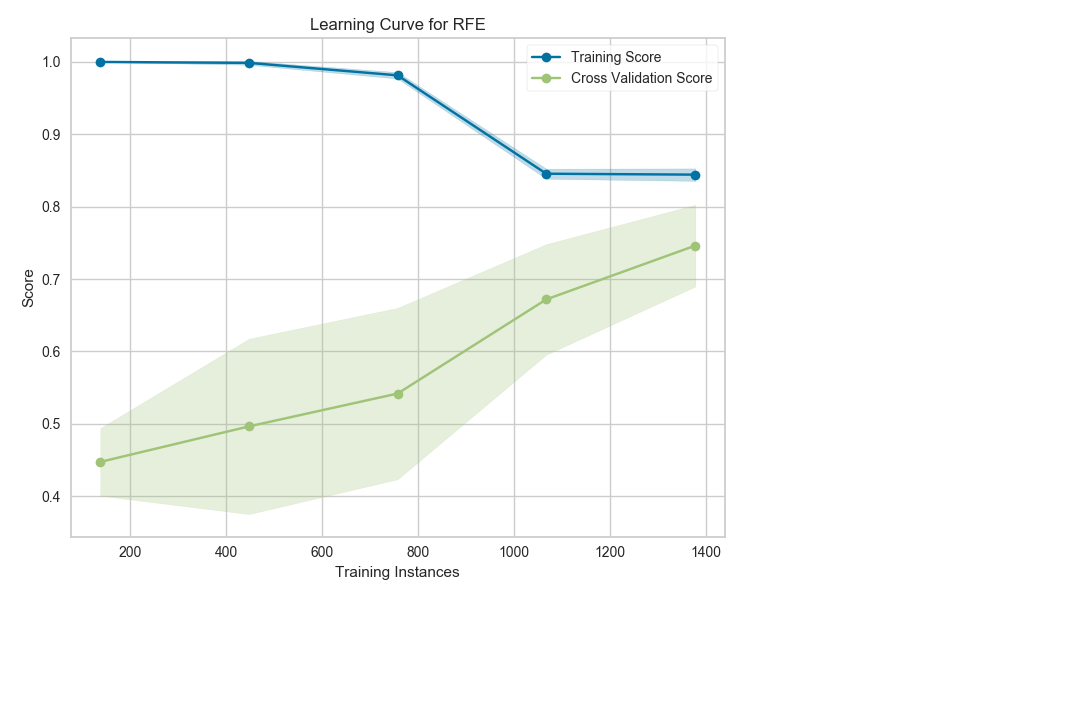 Learning Curve for RFE
Training Score
Cross Validation Score
1.0
0.9
0.8
0.7
0.6
0.5
0.4
Score
200 400 600 800 1000 1200 1400
Training Instances